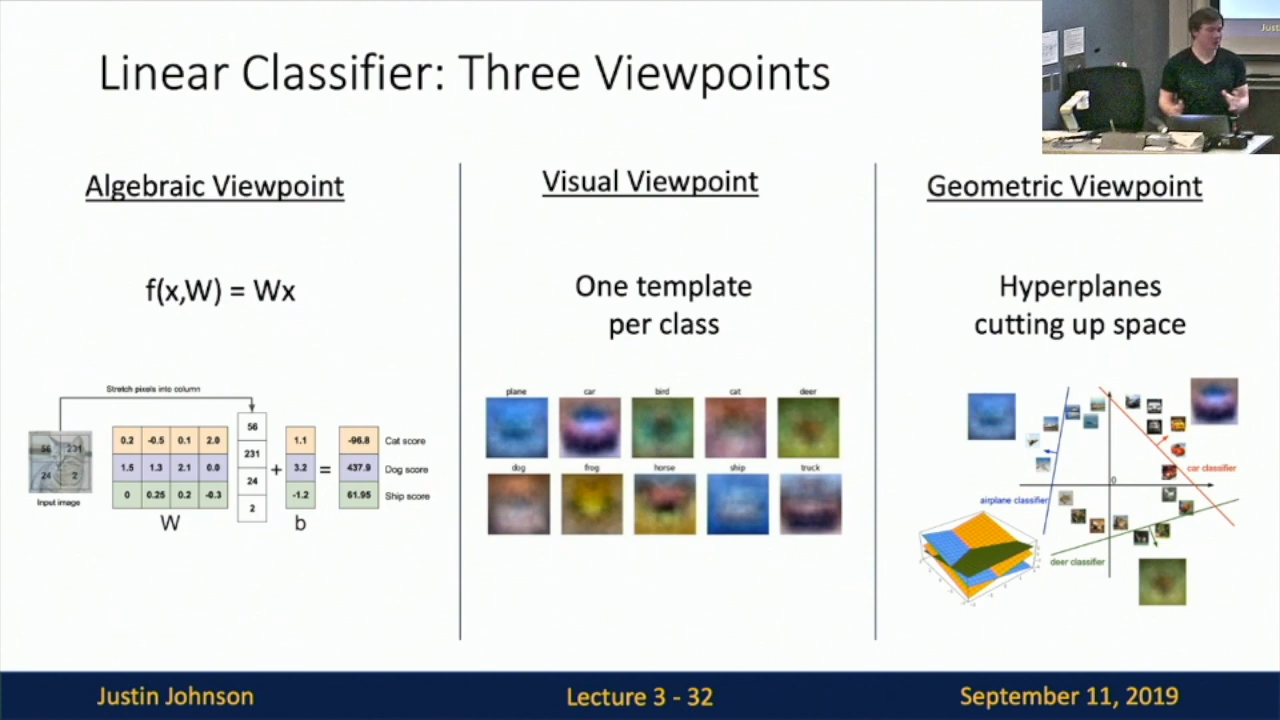 Linear Classifier: Three Viewpoints
Just
Algebraic Viewpoint
f(x,W) = Wx
Stretch pixels into column
56 231
24 2
Input image
0.2 -0.5 0.1 2.0
1.5 1.3 2.1 0.0
0 0.25 0.2 -0.3
W
56
231
24
2
+
1.1
3.2
-1.2
b
=
-96.8 Cat score
437.9 Dog score
61.95 Ship score
Visual Viewpoint
One template
per class
plane car bird cat deer
dog frog horse ship truck
Geometric Viewpoint
Hyperplanes
cutting up space
car classifier
0
airplane classifier
deer classifier
Justin Johnson
Lecture 3 - 32
September 11, 2019